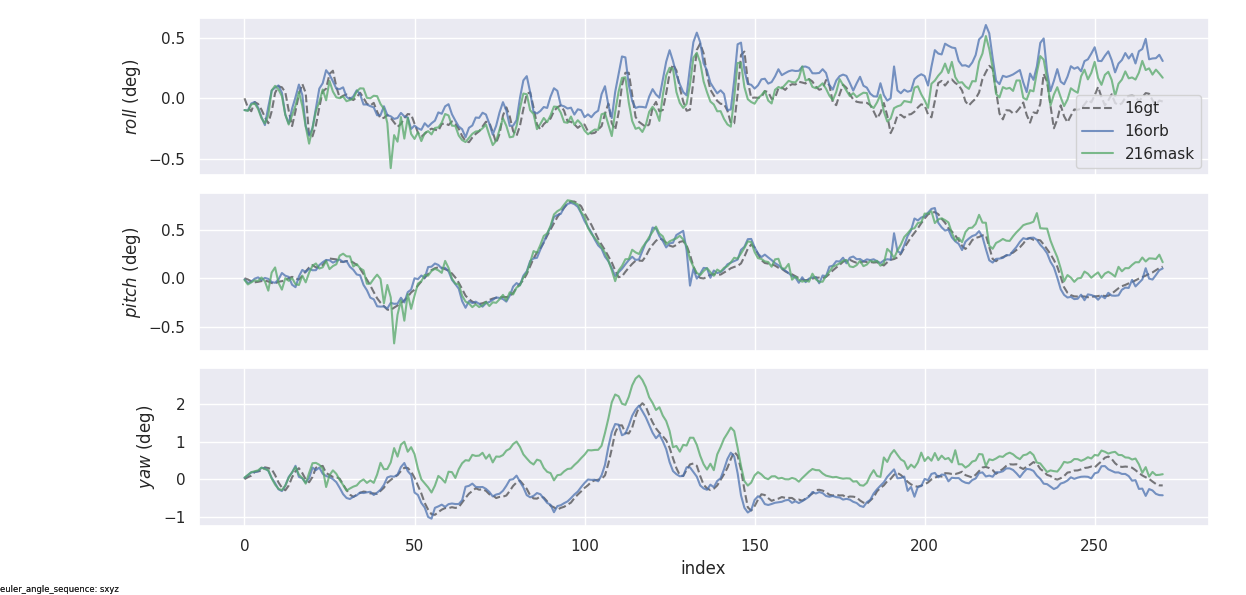 roll (deg)
0.5
0.0
−0.5
16gt
16orb
216mask
pitch (deg)
0.5
0.0
−0.5
yaw (deg)
2
1
0
−1
0
50
100
150
200
250
index
euler_angle_sequence: sxyz